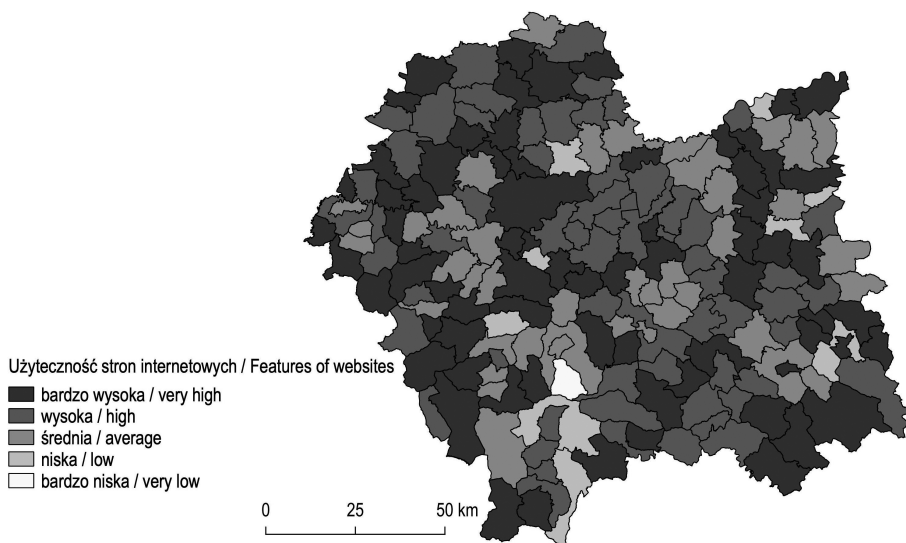 Użyteczność stron internetowych / Features of websites
bardzo wysoka / very high
wysoka / high
średnia / average
niska / low
bardzo niska / very low
0 25 50 km